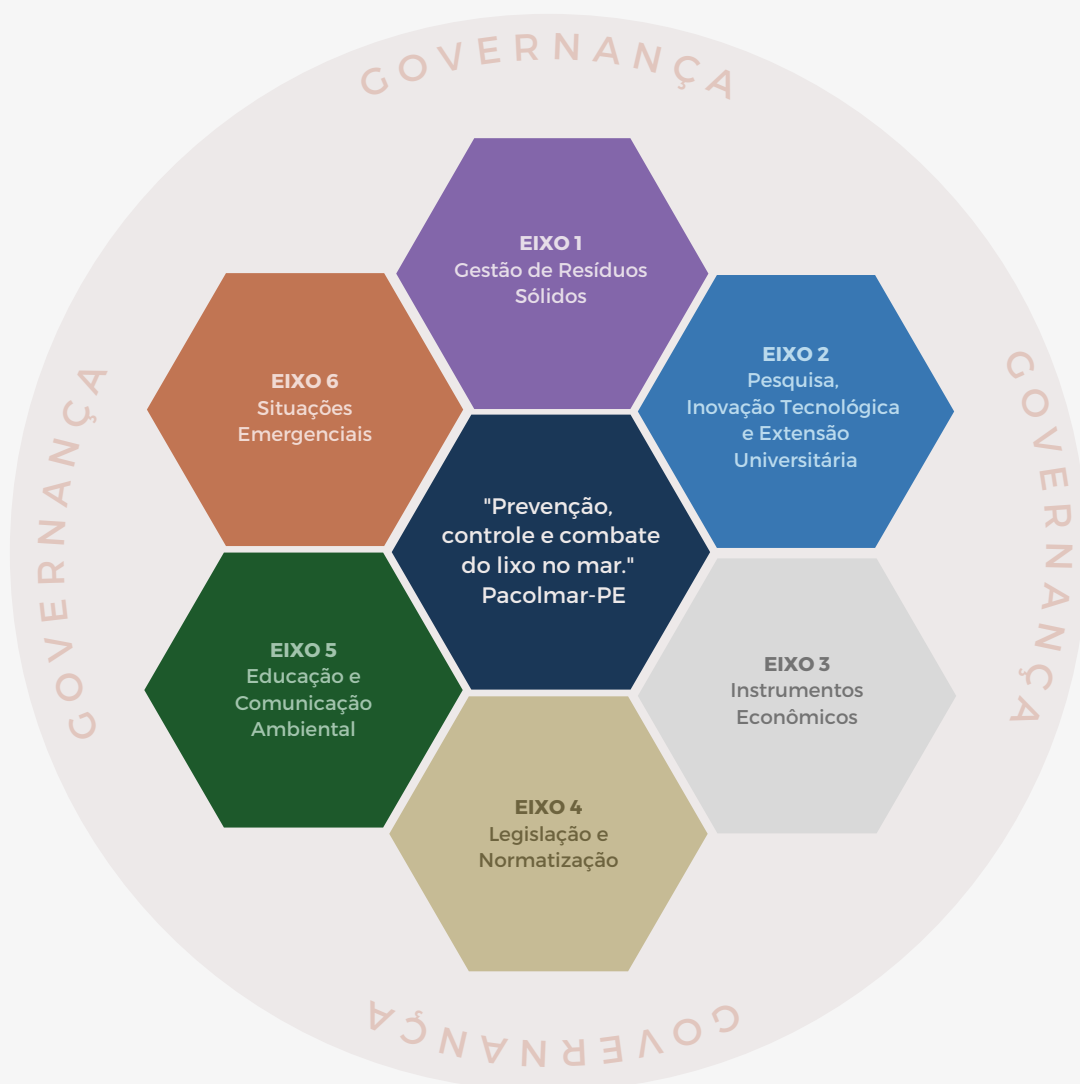 GOVERNANÇA
EIXO 1
Gestão de Resíduos
Sólidos
EIXO 2
Pesquisa,
Inovação Tecnológica
e Extensão
Universitária
EIXO 6
Situações
Emergenciais
GOVERNANÇA
GOVERNANÇA
"Prevenção,
controle e combate
do lixo no mar."
Pacolmar-PE
EIXO 5
Educação e
Comunicação
Ambiental
EIXO 3
Instrumentos
Econômicos
EIXO 4
Legislação e
Normatização
GOVERNANÇA